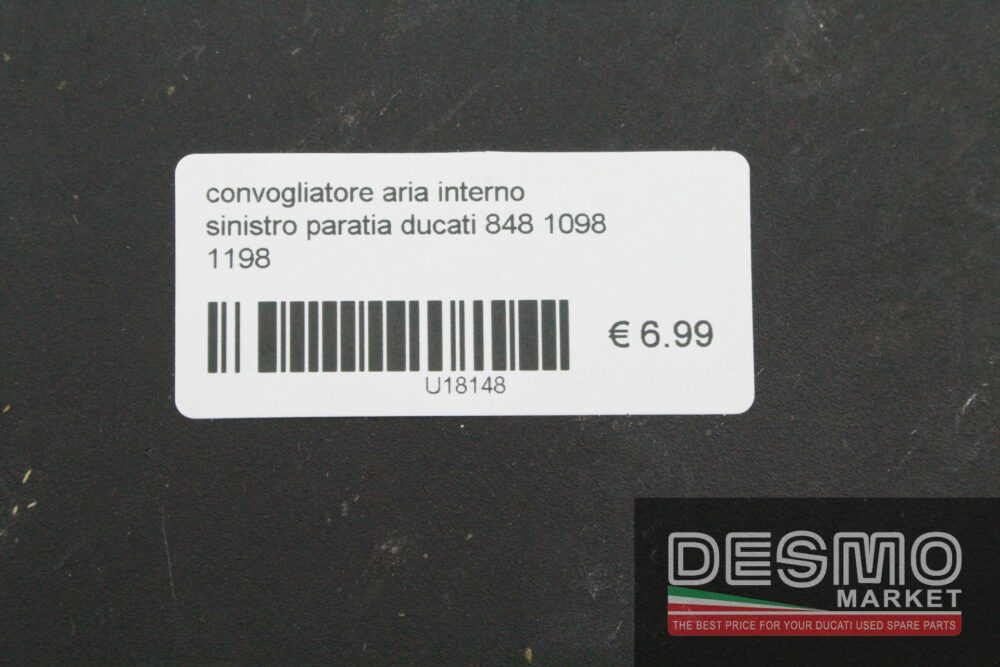 convogliatore aria interno
sinistro paratia ducati 848 1098
1198
€ 6.99
U18148
DESMO
MARKET
THE BEST PRICE FOR YOUR DUCATI USED SPARE PARTS